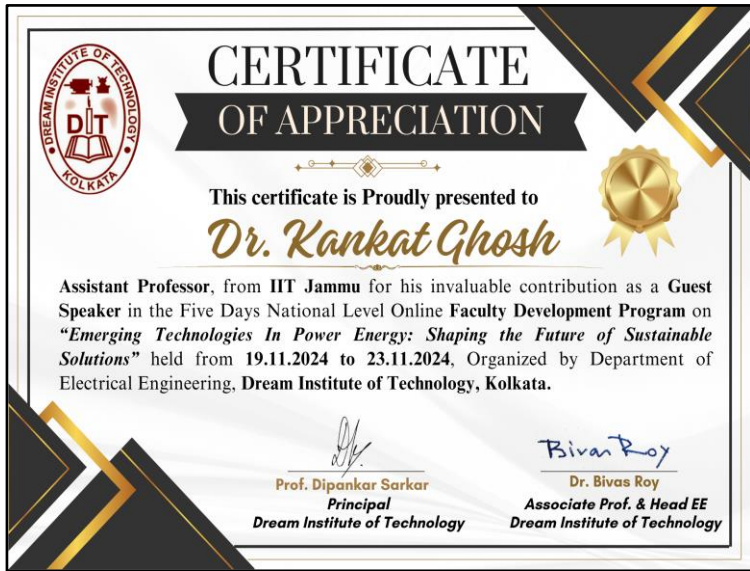 DREAM INSTITUTE OF TECHNOLOGY
DIT
KOLKATA
CERTIFICATE
OF APPRECIATION
This certificate is Proudly presented to
Dr. Kankat Ghosh
Assistant Professor, from IIT Jammu for his invaluable contribution as a Guest
Speaker in the Five Days National Level Online Faculty Development Program on
“Emerging Technologies In Power Energy: Shaping the Future of Sustainable
Solutions” held from 19.11.2024 to 23.11.2024, Organized by Department of
Electrical Engineering, Dream Institute of Technology, Kolkata.
Bivas Roy
Prof. Dipankar Sarkar
Dr. Bivas Roy
Principal
Associate Prof. & Head EE
Dream Institute of Technology
Dream Institute of Technology